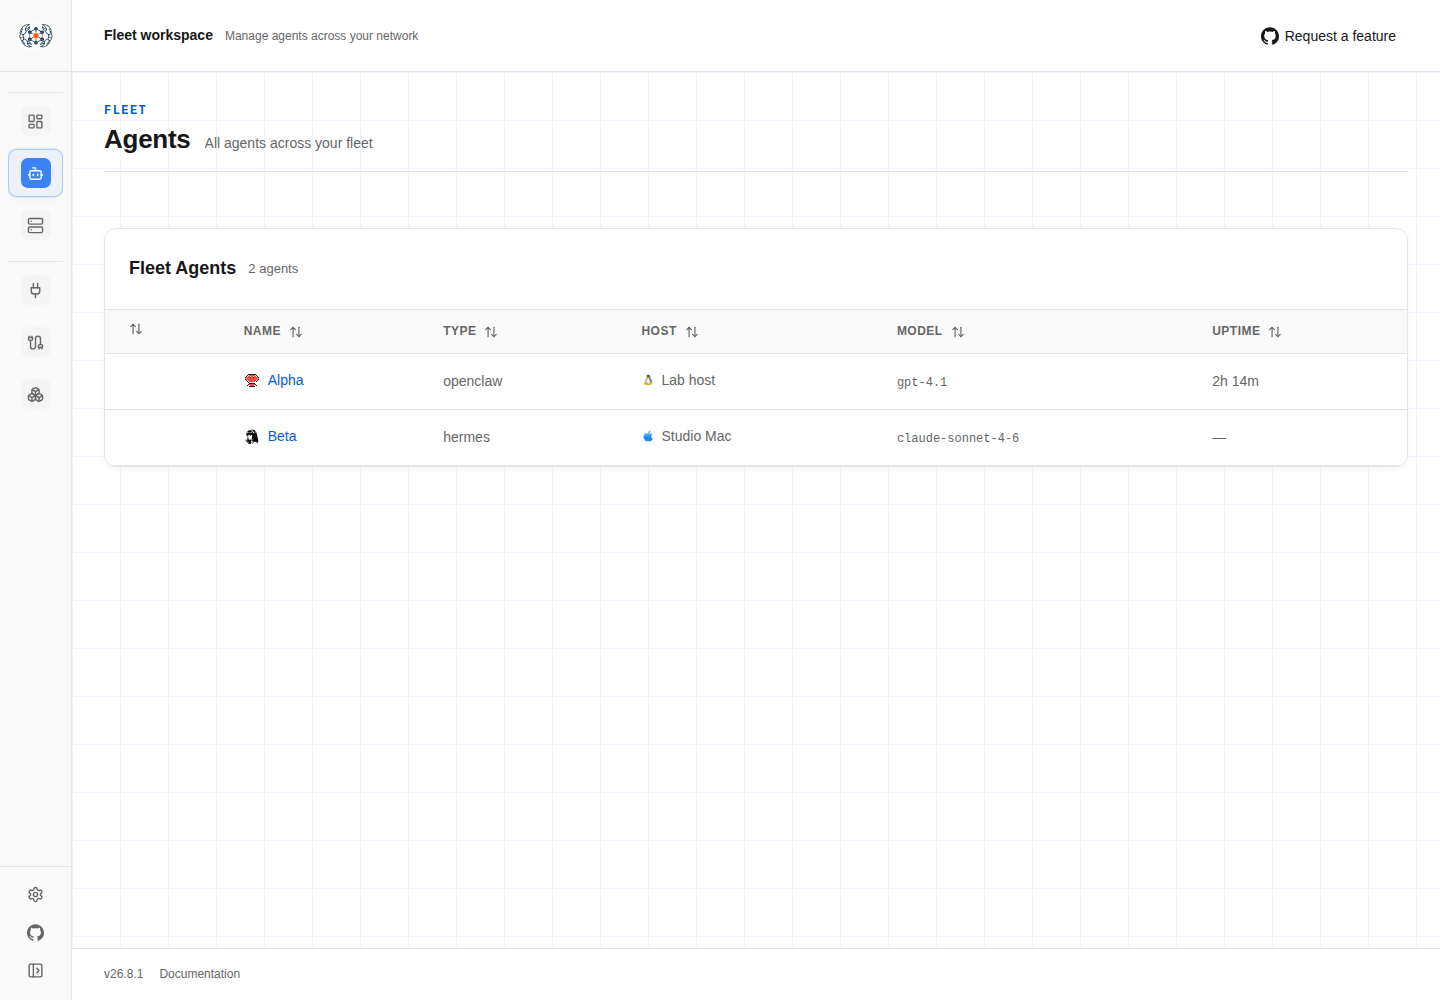 Fleet workspace Manage agents across your network Request a feature
FLEET
Agents All agents across your fleet
Fleet Agents 2 agents
NAME TYPE HOST MODEL UPTIME
Alpha openclaw Lab host gpt-4.1 2h 14m
Beta hermes Studio Mac claude-sonnet-4-6 —
v26.8.1 Documentation